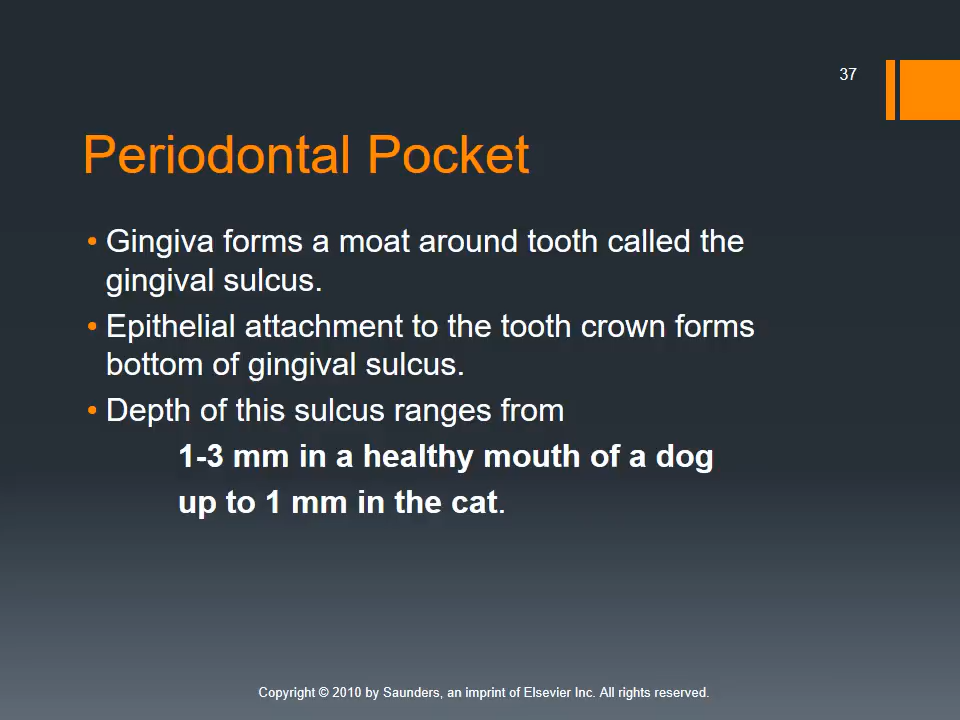 37
Periodontal Pocket
• Gingiva forms a moat around tooth called the
gingival sulcus.
• Epithelial attachment to the tooth crown forms
bottom of gingival sulcus.
• Depth of this sulcus ranges from
1-3 mm in a healthy mouth of a dog
up to 1 mm in the cat.
Copyright © 2010 by Saunders, an imprint of Elsevier Inc. All rights reserved.